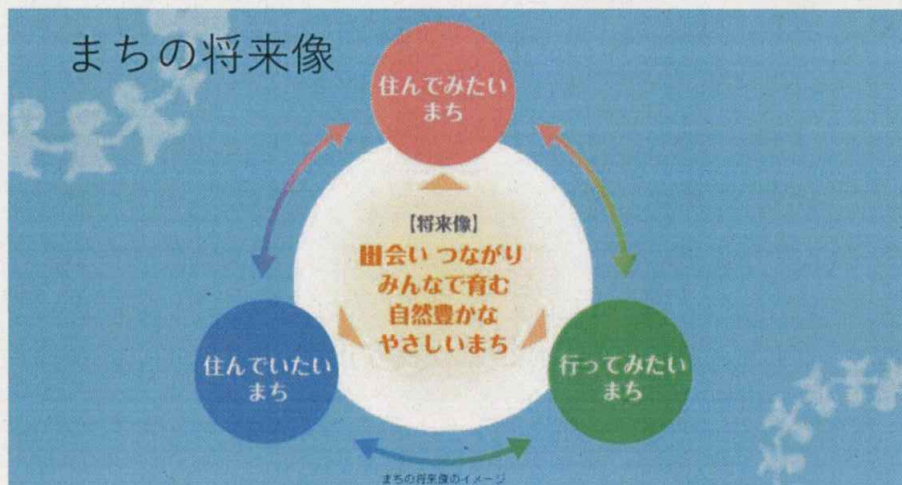 まちの将来像
住んでみたい
まち
【将来像】
出会い つながり
みんなで育む
自然豊かな
やさしいまち
住んでいたい
まち
行ってみたい
まち
まちの将来像のイメージ